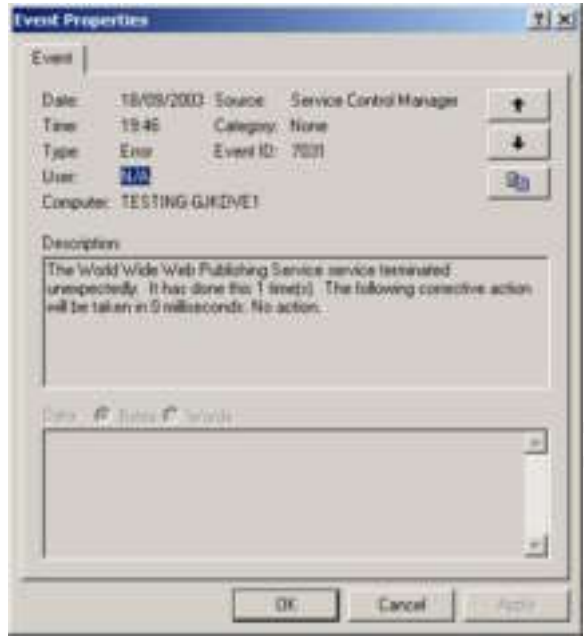 Event Properties
Event
Date: 18/09/2003 Source: Service Control Manager
Time: 19:46 Category: None
Type: Error Event ID: 7031
User: N/A
Computer: TESTING-GJKDVE1
Description:
The World Wide Web Publishing Service service terminated
unexpectedly. It has done this 1 time(s). The following corrective action
will be taken in 0 milliseconds: No action.
Data: Bytes Words
OK Cancel Apply